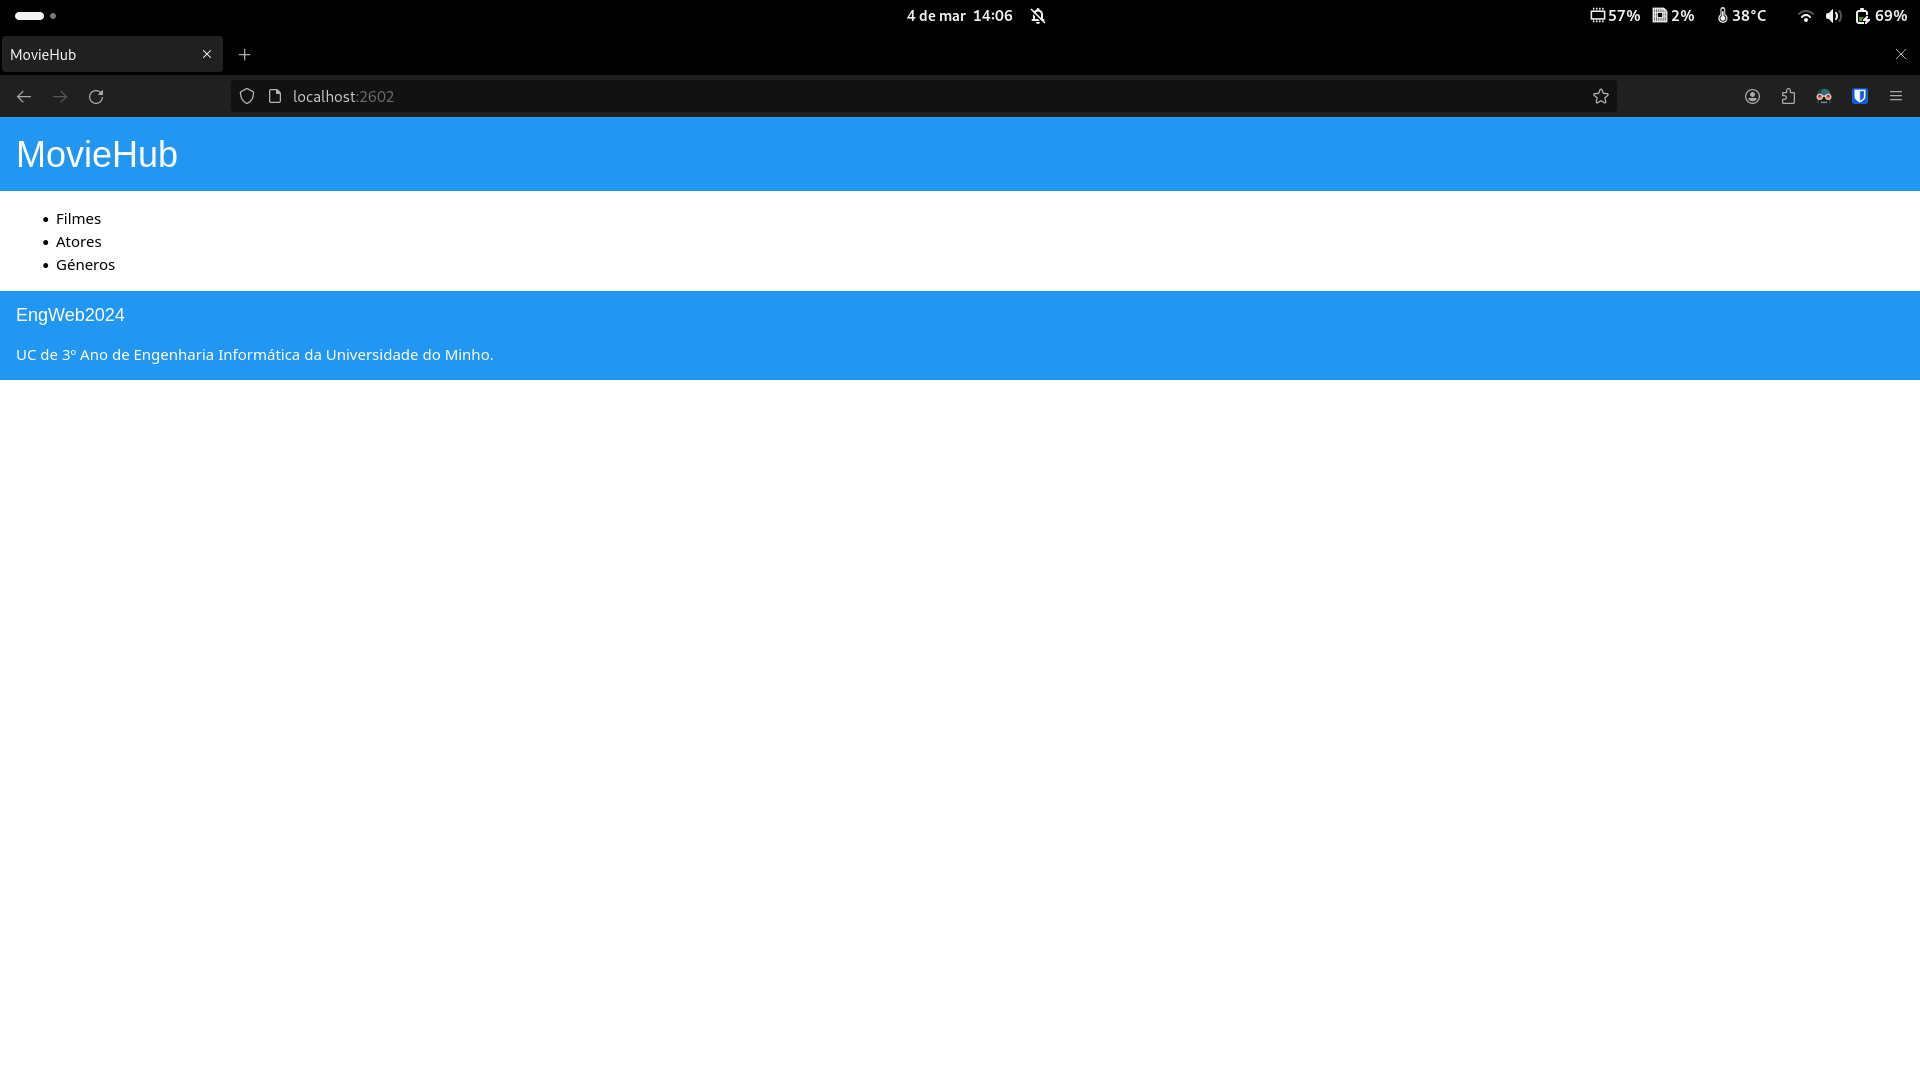 4 de mar 14:06
57% 2% 38°C 69%
MovieHub
localhost:2602
MovieHub
Filmes
Atores
Géneros
EngWeb2024
UC de 3º Ano de Engenharia Informática da Universidade do Minho.